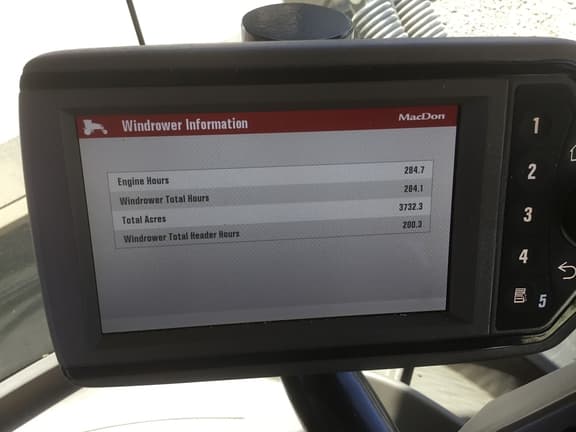 Windrower Information MacDon
Engine Hours 284.7
Windrower Total Hours 284.1
Total Acres 3732.3
Windrower Total Header Hours 200.3
1
2
3
4
5